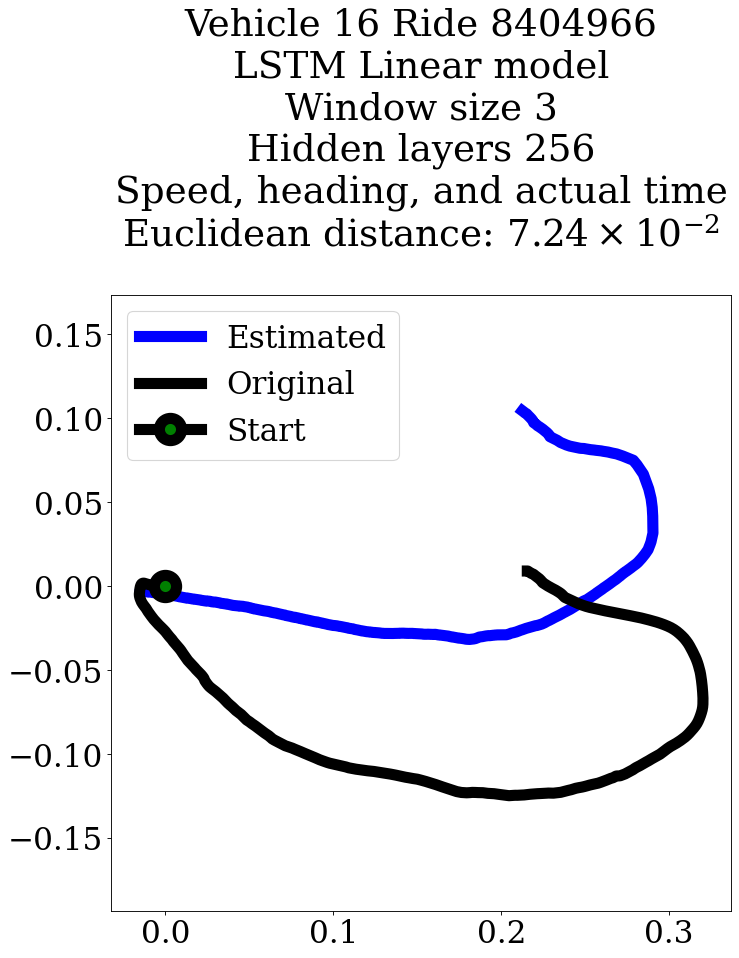 Vehicle 16 Ride 8404966
LSTM Linear model
Window size 3
Hidden layers 256
Speed, heading, and actual time
Euclidean distance: 7.24 × 10⁻²
Estimated
Original
Start
0.15
0.10
0.05
0.00
−0.05
−0.10
−0.15
0.0 0.1 0.2 0.3